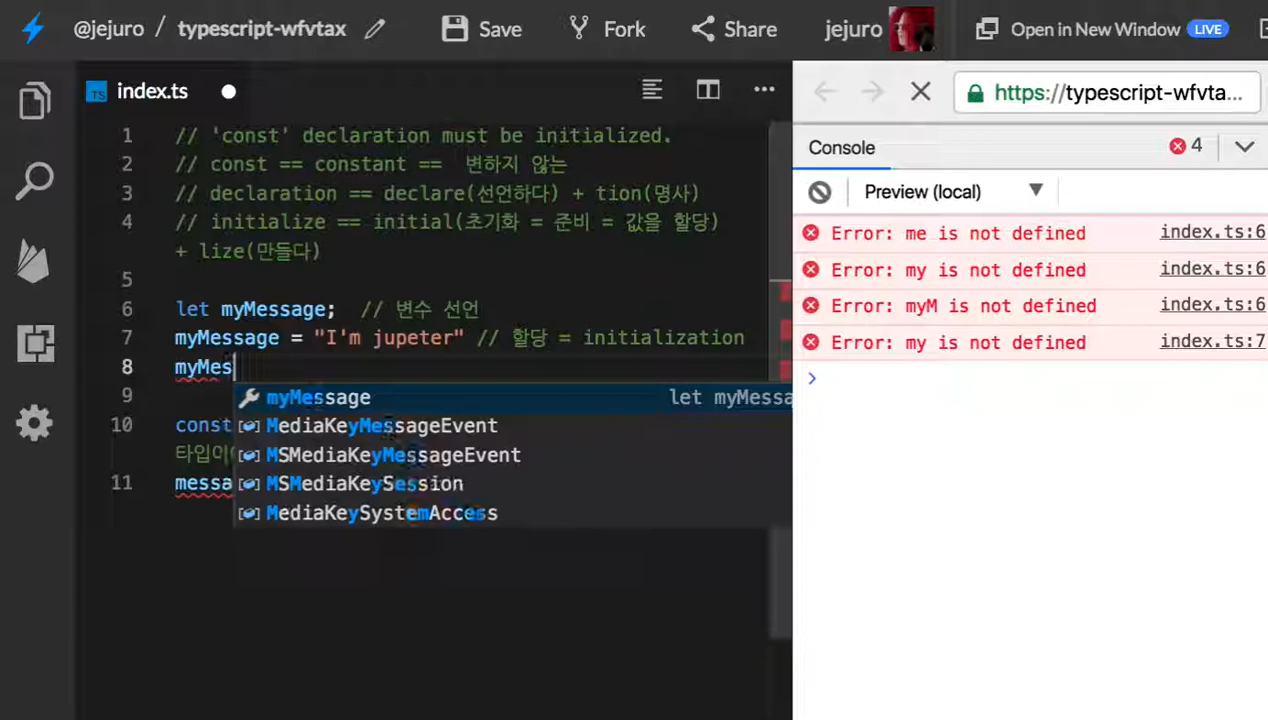 @jejuro / typescript-wfvtax
Save
Fork
Share
jejuro
Open in New Window LIVE
TS index.ts
https://typescript-wfvta...
1 // 'const' declaration must be initialized.
2 // const == constant == 변하지 않는
3 // declaration == declare(선언하다) + tion(명사)
4 // initialize == initial(초기화 = 준비 = 값을 할당)
+ lize(만들다)
5
6 let myMessage; // 변수 선언
7 myMessage = "I'm jupeter" // 할당 = initialization
8 myMes
9
10 const
타입이
11 messa
myMessage let myMessa
MediaKeyMessageEvent
MSMediaKeyMessageEvent
MSMediaKeySession
MediaKeySystemAccess
Console 4
Preview (local)
Error: me is not defined index.ts:6
Error: my is not defined index.ts:6
Error: myM is not defined index.ts:6
Error: my is not defined index.ts:7